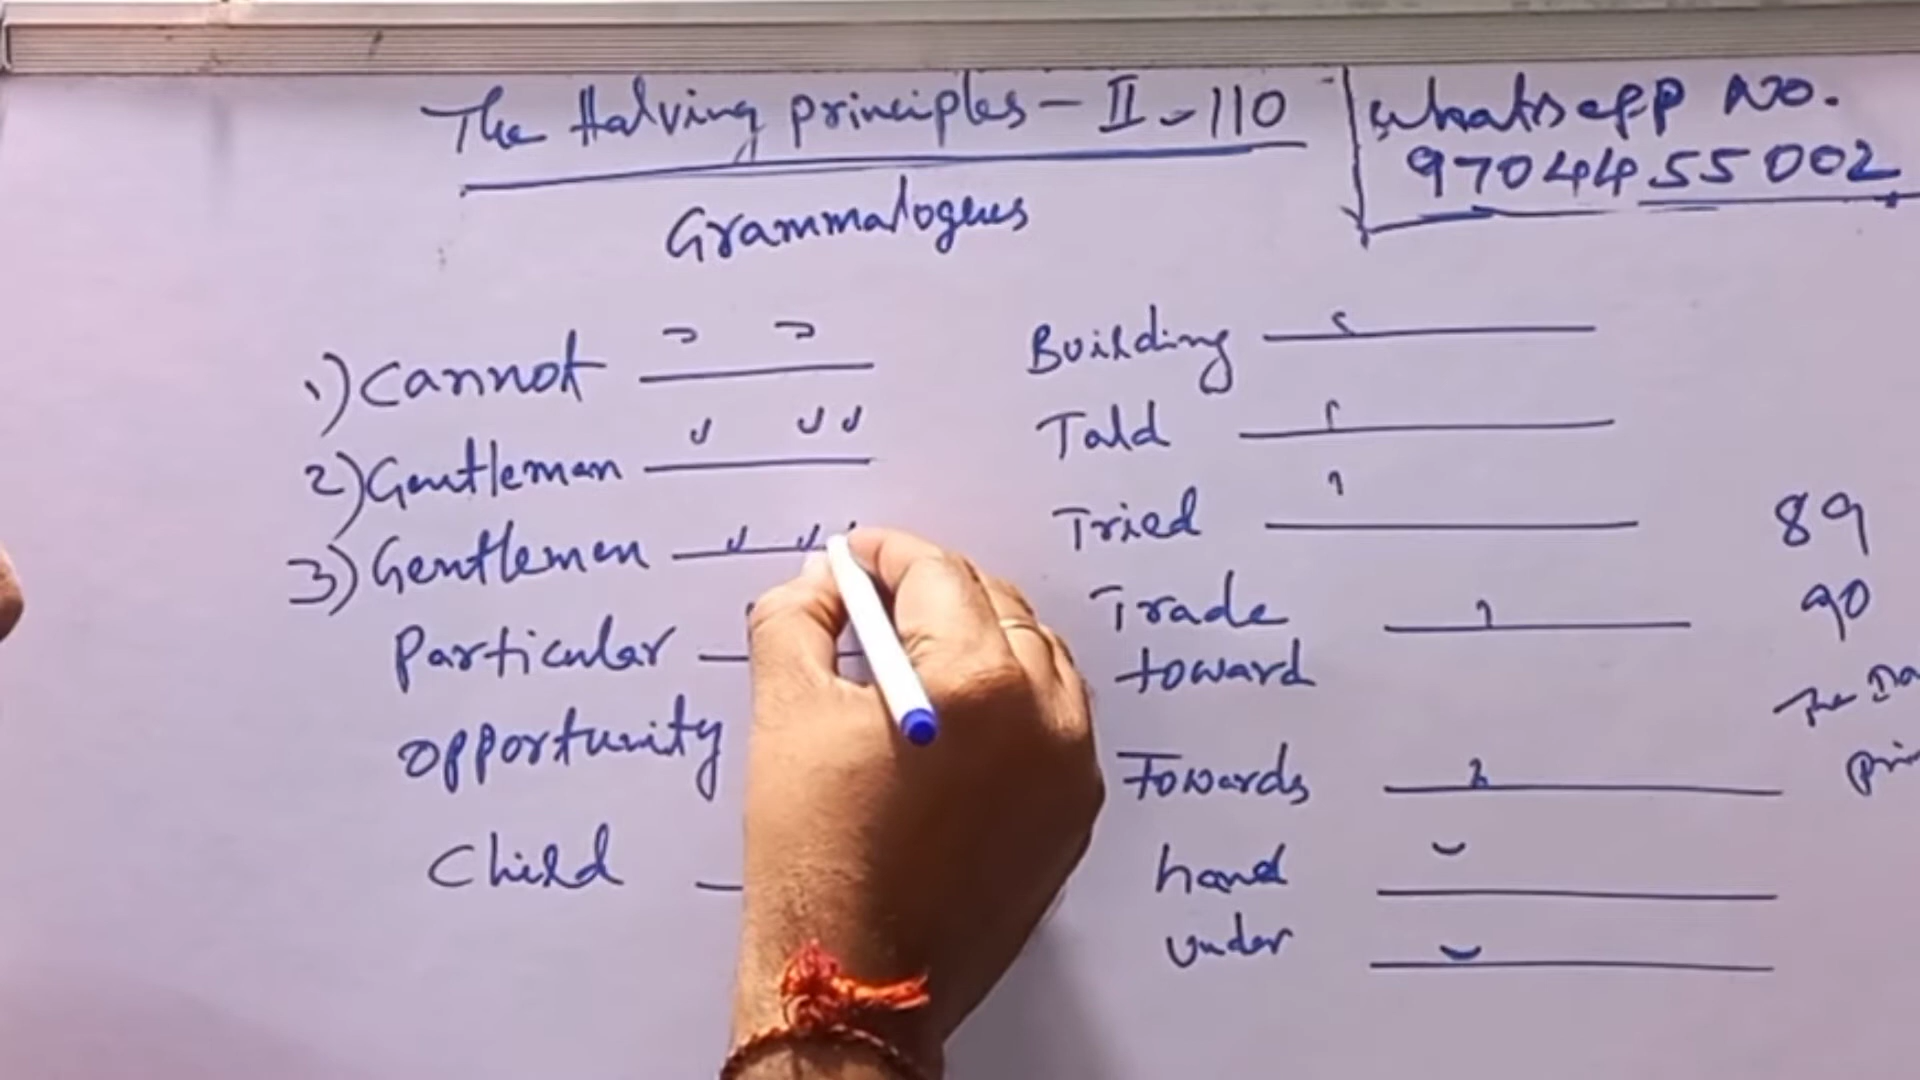 The Halving principles - II - 110
Grammalogues
Whatsapp No.
9704455002
1) Cannot
2) Gentleman
3) Gentlemen
Particular
opportunity
Child
Building
Told
Tried
Trade
toward
Towards
hand
under
89
90
The